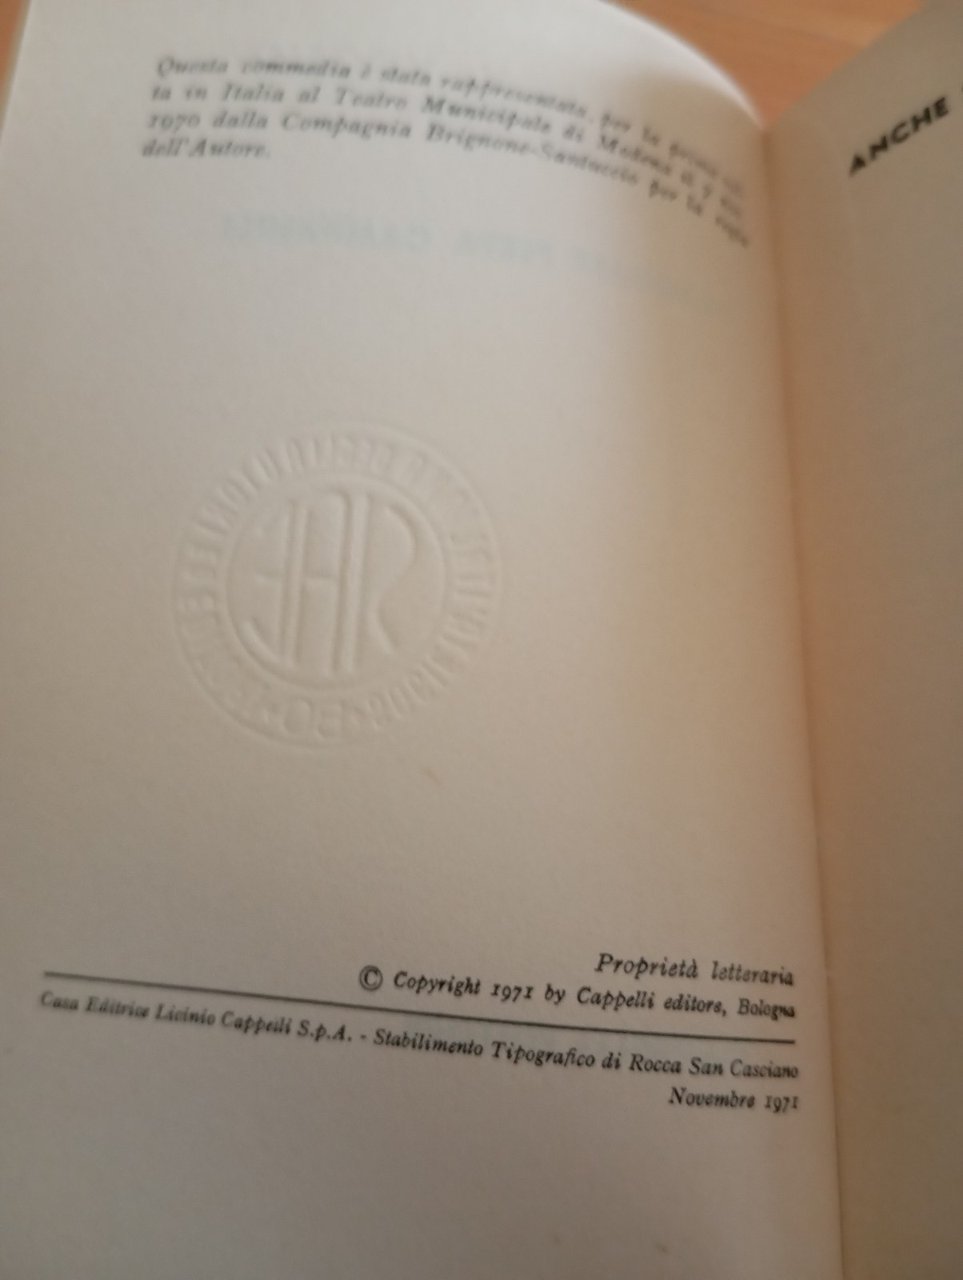 Questa commedia è stata rappresentata, per la prima vol-
ta in Italia al Teatro Municipale di Modena il 7
1970 dalla Compagnia Brignone-Santuccio per la regia
dell'Autore.
Proprietà letteraria
© Copyright 1971 by Cappelli editore, Bologna
Casa Editrice Licinio Cappelli S.p.A. - Stabilimento Tipografico di Rocca San Casciano
Novembre 1971
ANCHE